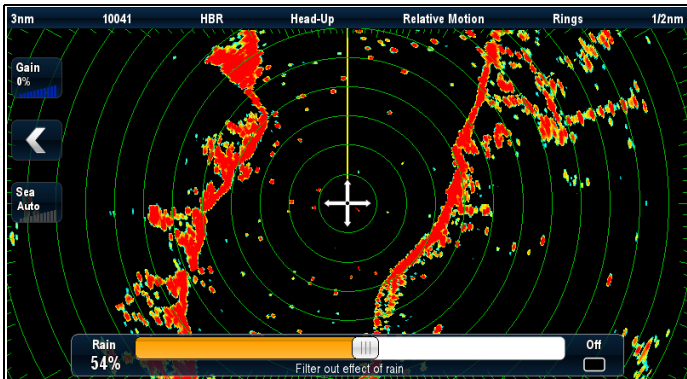 3nm 10041 HBR Head-Up Relative Motion Rings 1/2nm
Gain
0%
Sea
Auto
Rain Off
54%
Filter out effect of rain